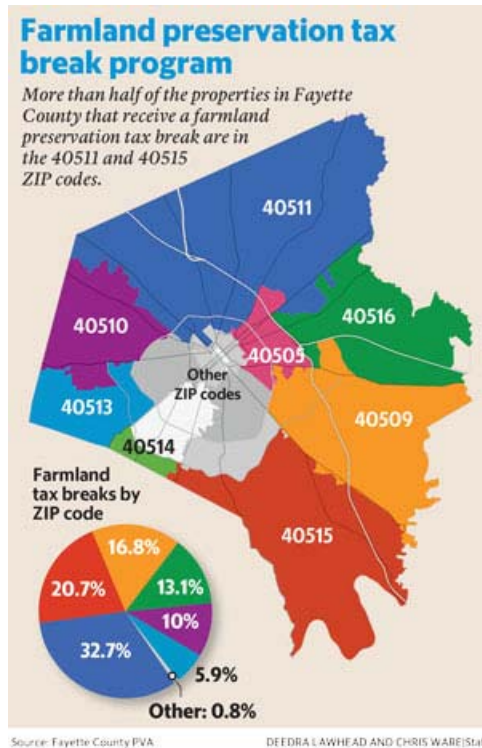 Farmland preservation tax
break program
More than half of the properties in Fayette
County that receive a farmland
preservation tax break are in
the 40511 and 40515
ZIP codes.
40511
40516
40510
40505
Other
ZIP codes
40513
40509
40514
Farmland
tax breaks by
ZIP code
40515
16.8%
20.7%
13.1%
10%
32.7%
5.9%
Other: 0.8%
Source: Fayette County PVA
DEEDRA LAWHEAD AND CHRIS WARE|Sta